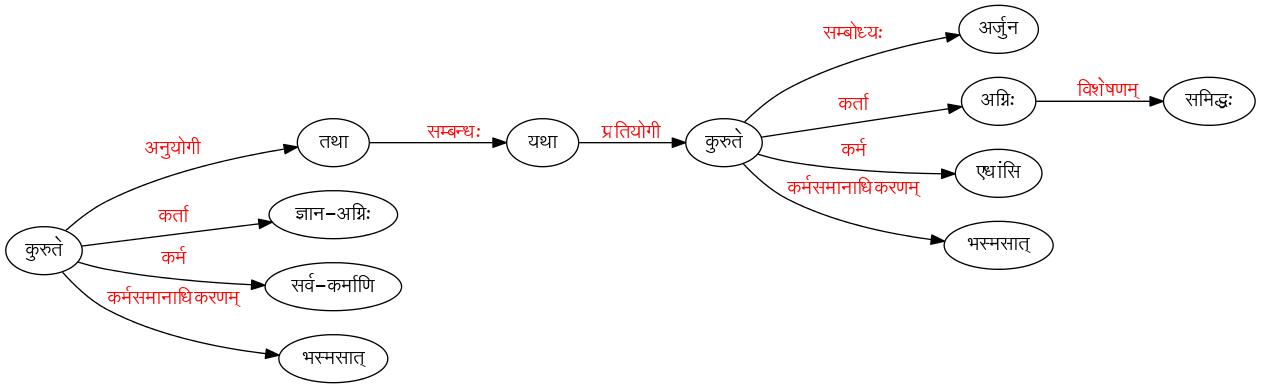 सम्बोध्यः
अर्जुन
कर्ता
अग्निः
विशेषणम्
समिद्धः
अनुयोगी
तथा
सम्बन्धः
यथा
प्रतियोगी
कुरुते
कर्म
एधांसि
कर्मसमानाधिकरणम्
भस्मसात्
कर्ता
ज्ञान-अग्निः
कुरुते
कर्म
सर्व-कर्माणि
कर्मसमानाधिकरणम्
भस्मसात्